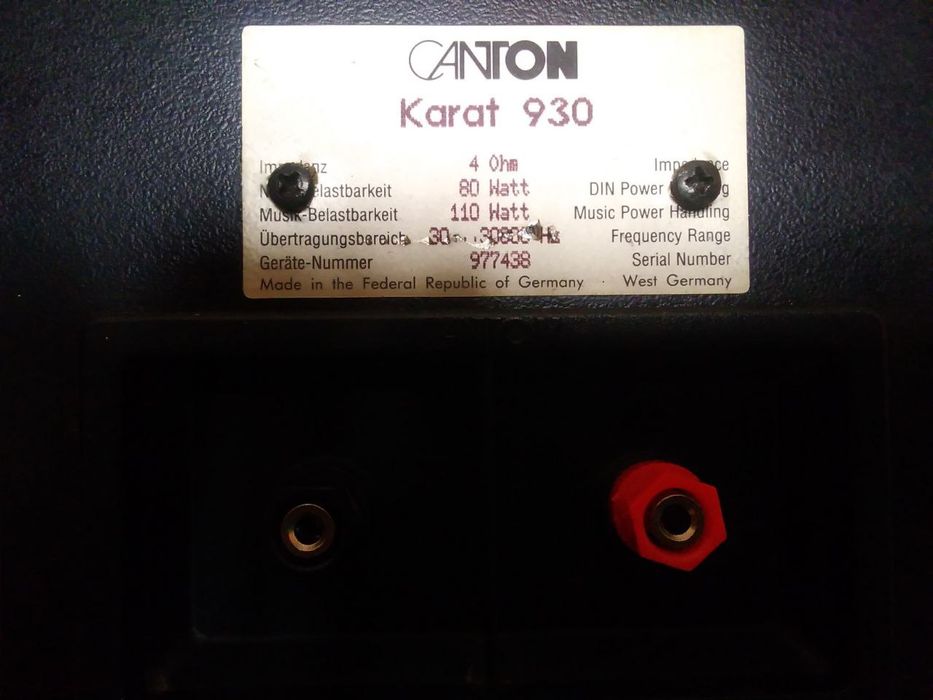 CANTON
Karat 930
4 Ohm
80 Watt DIN Power
Musik-Belastbarkeit 110 Watt Music Power Handling
Übertragungsbereich Frequency Range
Geräte-Nummer 977438 Serial Number
Made in the Federal Republic of Germany · West Germany